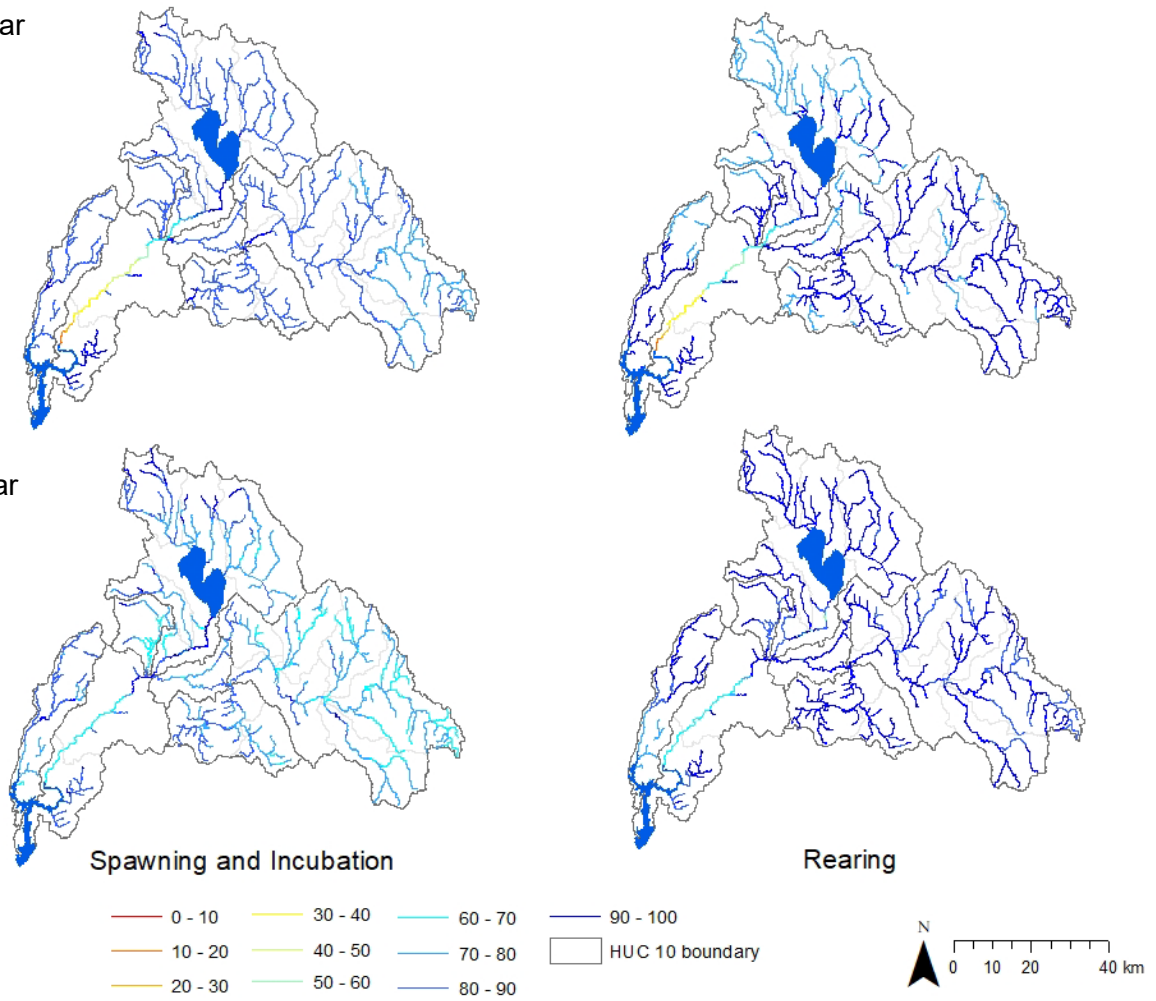 ar
ar
Spawning and Incubation
Rearing
0 - 10
30 - 40
60 - 70
90 - 100
10 - 20
40 - 50
70 - 80
HUC 10 boundary
20 - 30
50 - 60
80 - 90
N
0 10 20 40 km